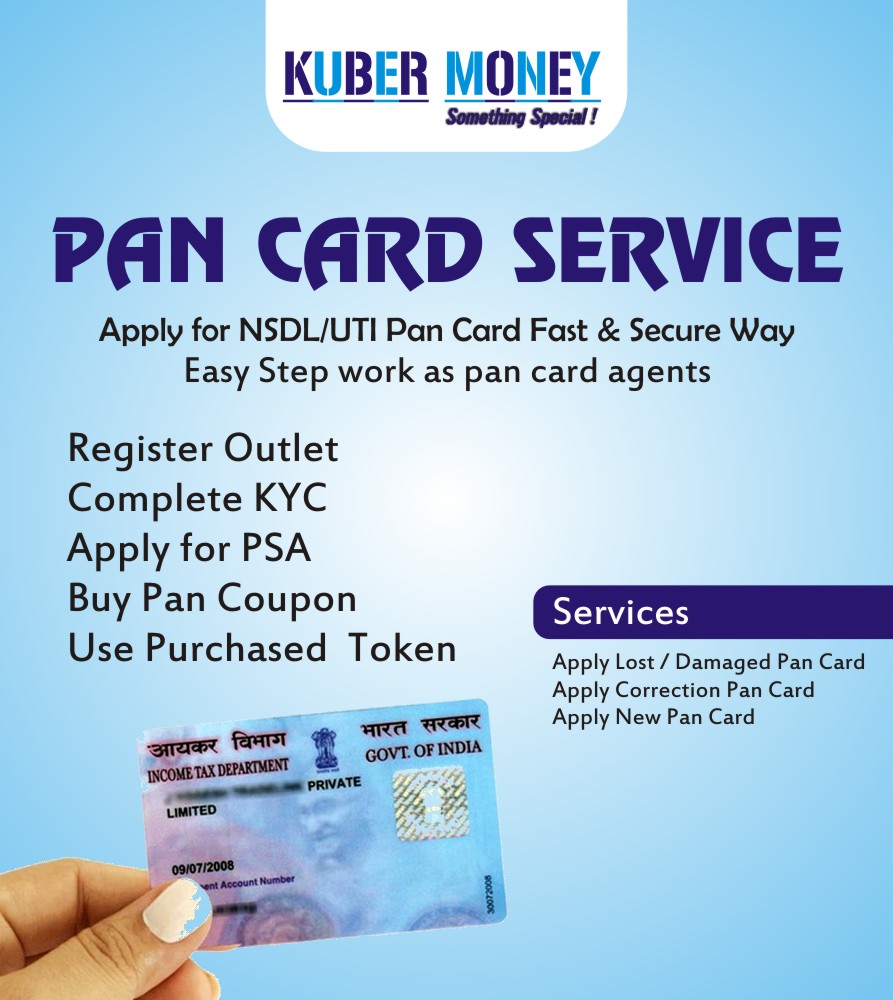 KUBER MONEY
Something Special !
PAN CARD SERVICE
Apply for NSDL/UTI Pan Card Fast & Secure Way
Easy Step work as pan card agents
Register Outlet
Complete KYC
Apply for PSA
Buy Pan Coupon
Use Purchased Token
Services
Apply Lost / Damaged Pan Card
Apply Correction Pan Card
Apply New Pan Card
आयकर विभाग
INCOME TAX DEPARTMENT
भारत सरकार
GOVT. OF INDIA
PRIVATE
LIMITED
09/07/2008
Account Number
30072008